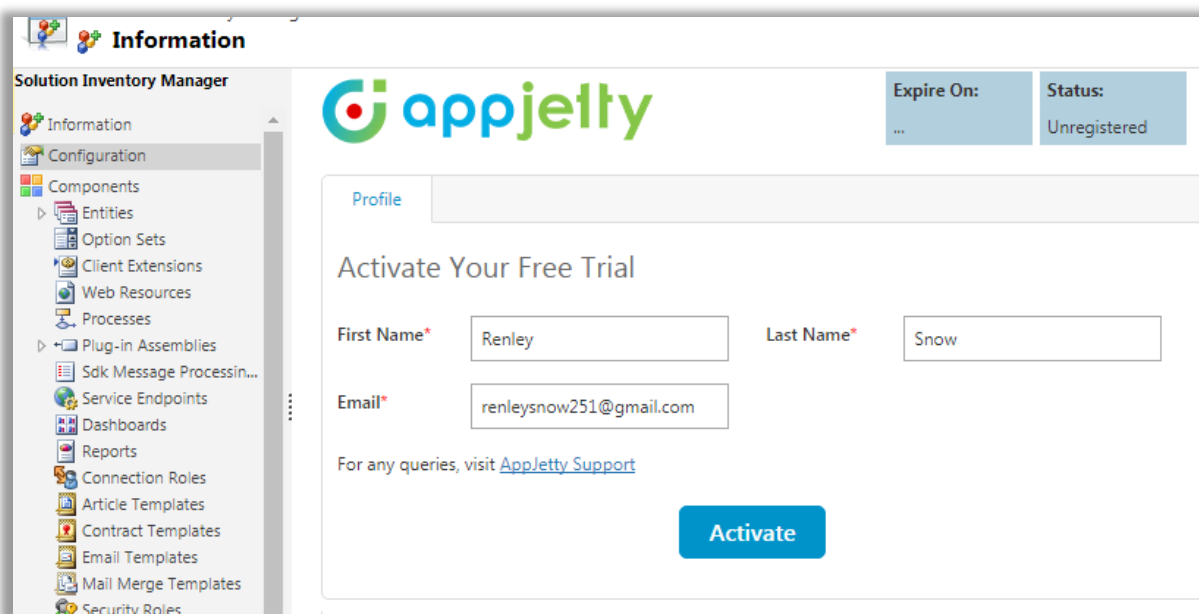 Information
Solution Inventory Manager
Information
Configuration
Components
Entities
Option Sets
Client Extensions
Web Resources
Processes
Plug-in Assemblies
Sdk Message Processin...
Service Endpoints
Dashboards
Reports
Connection Roles
Article Templates
Contract Templates
Email Templates
Mail Merge Templates
Security Roles
appjetty
Expire On:
...
Status:
Unregistered
Profile
Activate Your Free Trial
First Name*
Renley
Last Name*
Snow
Email*
renleysnow251@gmail.com
For any queries, visit AppJetty Support
Activate